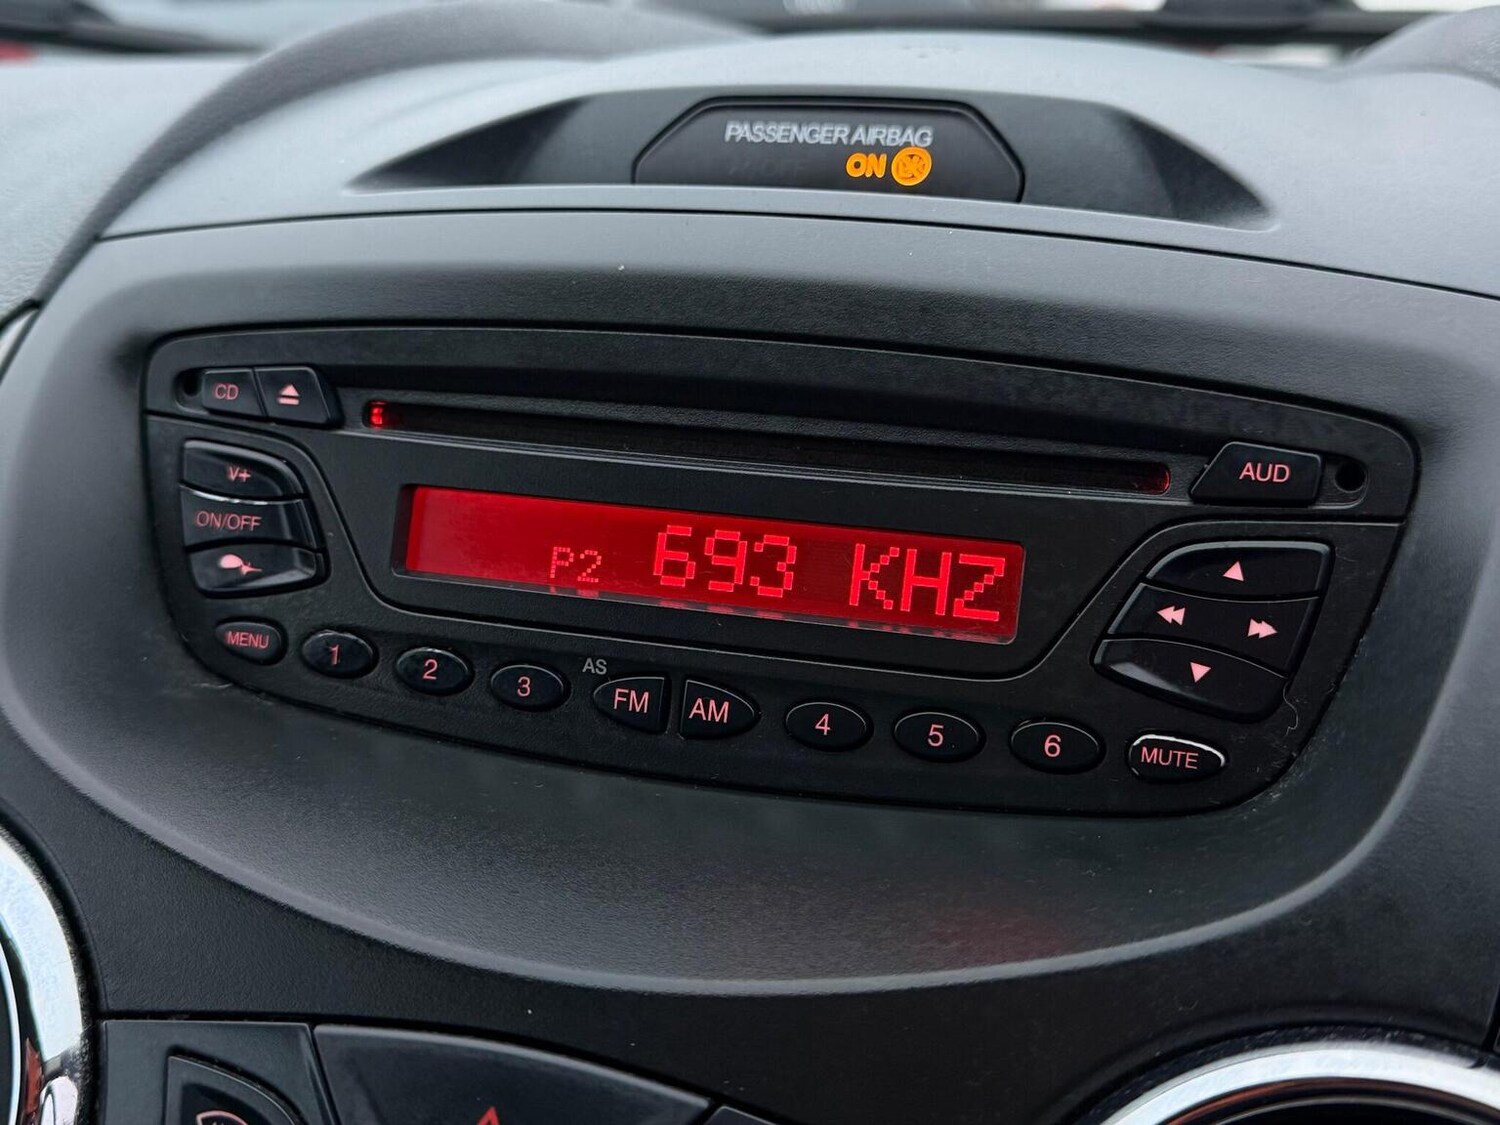 PASSENGER AIRBAG
ON
CD
AUD
V+
ON/OFF
P2 693 KHZ
MENU 1 2 3 AS FM AM 4 5 6 MUTE